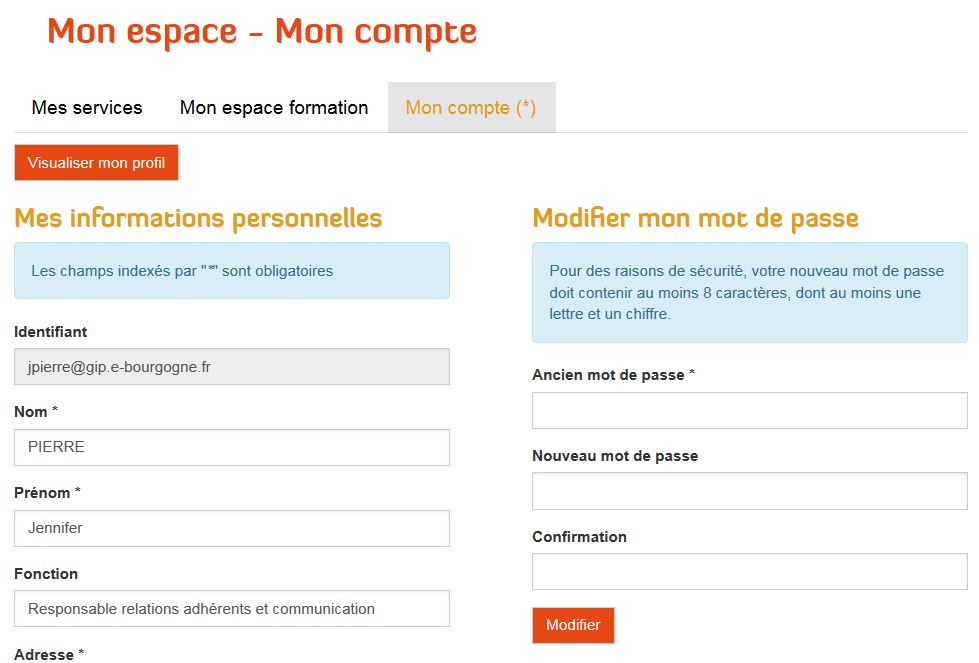 Mon espace - Mon compte
Mes services
Mon espace formation
Mon compte (*)
Visualiser mon profil
Mes informations personnelles
Les champs indexés par "*" sont obligatoires
Identifiant
jpierre@gip.e-bourgogne.fr
Nom *
PIERRE
Prénom *
Jennifer
Fonction
Responsable relations adhérents et communication
Adresse *
Modifier mon mot de passe
Pour des raisons de sécurité, votre nouveau mot de passe
doit contenir au moins 8 caractères, dont au moins une
lettre et un chiffre.
Ancien mot de passe *
Nouveau mot de passe
Confirmation
Modifier